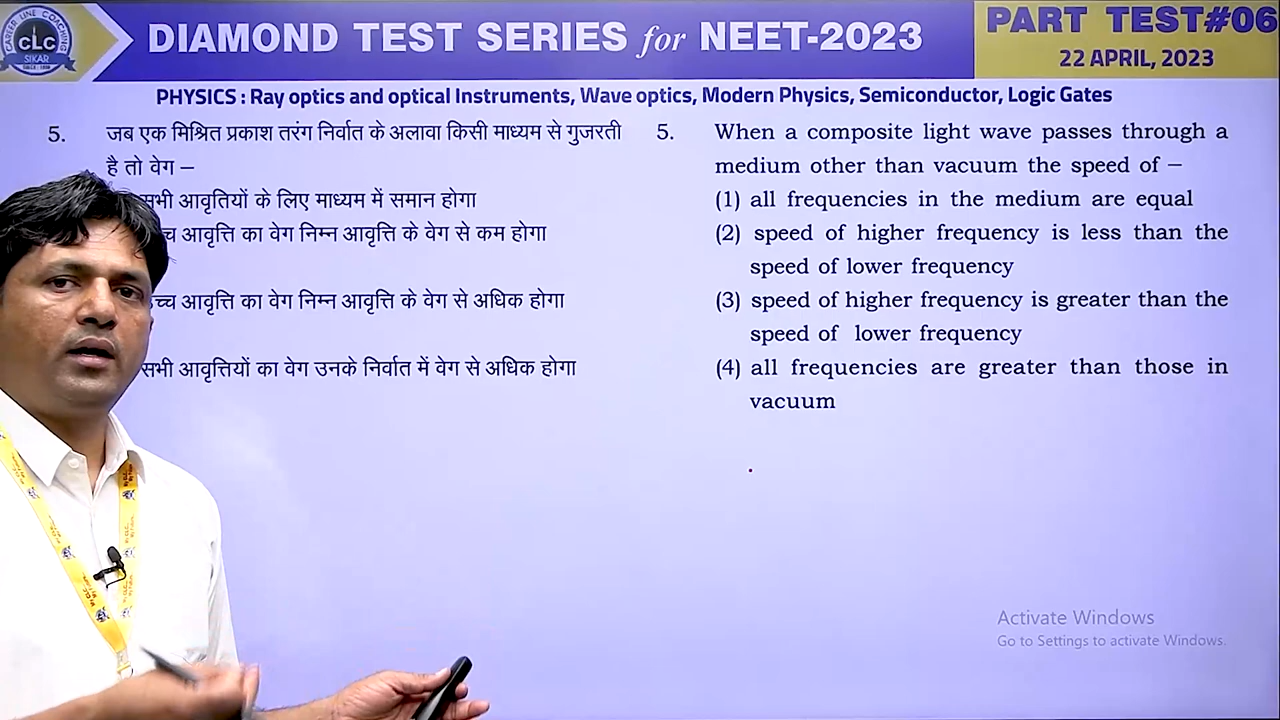 CAREER LINE COACHING
CLC
SIKAR
DIAMOND TEST SERIES for NEET-2023
PART TEST#06
22 APRIL, 2023
PHYSICS : Ray optics and optical Instruments, Wave optics, Modern Physics, Semiconductor, Logic Gates
5. जब एक मिश्रित प्रकाश तरंग निर्वात के अलावा किसी माध्यम से गुजरती
है तो वेग –
सभी आवृतियों के लिए माध्यम में समान होगा
आवृत्ति का वेग निम्न आवृत्ति के वेग से कम होगा
आवृत्ति का वेग निम्न आवृत्ति के वेग से अधिक होगा
सभी आवृत्तियों का वेग उनके निर्वात में वेग से अधिक होगा
5. When a composite light wave passes through a
medium other than vacuum the speed of –
(1) all frequencies in the medium are equal
(2) speed of higher frequency is less than the
speed of lower frequency
(3) speed of higher frequency is greater than the
speed of lower frequency
(4) all frequencies are greater than those in
vacuum
Activate Windows
Go to Settings to activate Windows.